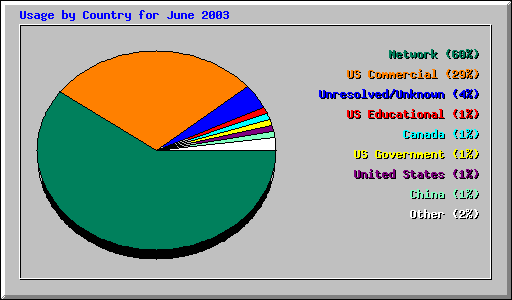 Usage by Country for June 2003
Network (60%)
US Commercial (29%)
Unresolved/Unknown (4%)
US Educational (1%)
Canada (1%)
US Government (1%)
United States (1%)
China (1%)
Other (2%)